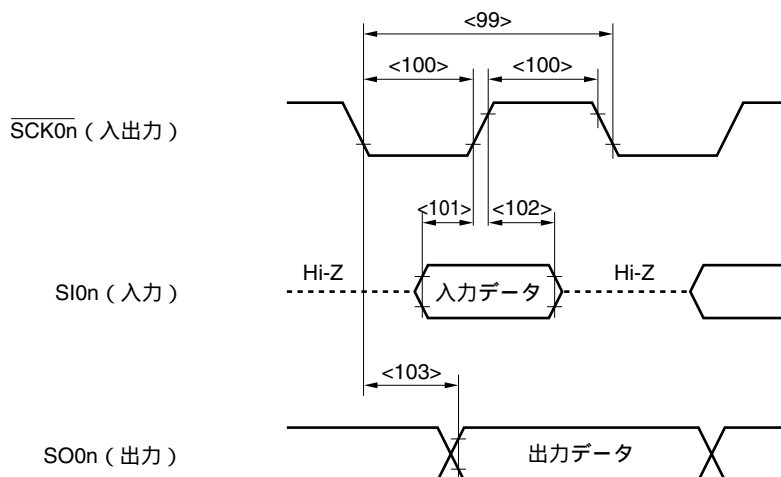 <99>
<100> <100>
SCK0n（入出力）
<101> <102>
Hi-Z Hi-Z
SI0n（入力） 入力データ
<103>
SO0n（出力） 出力データ